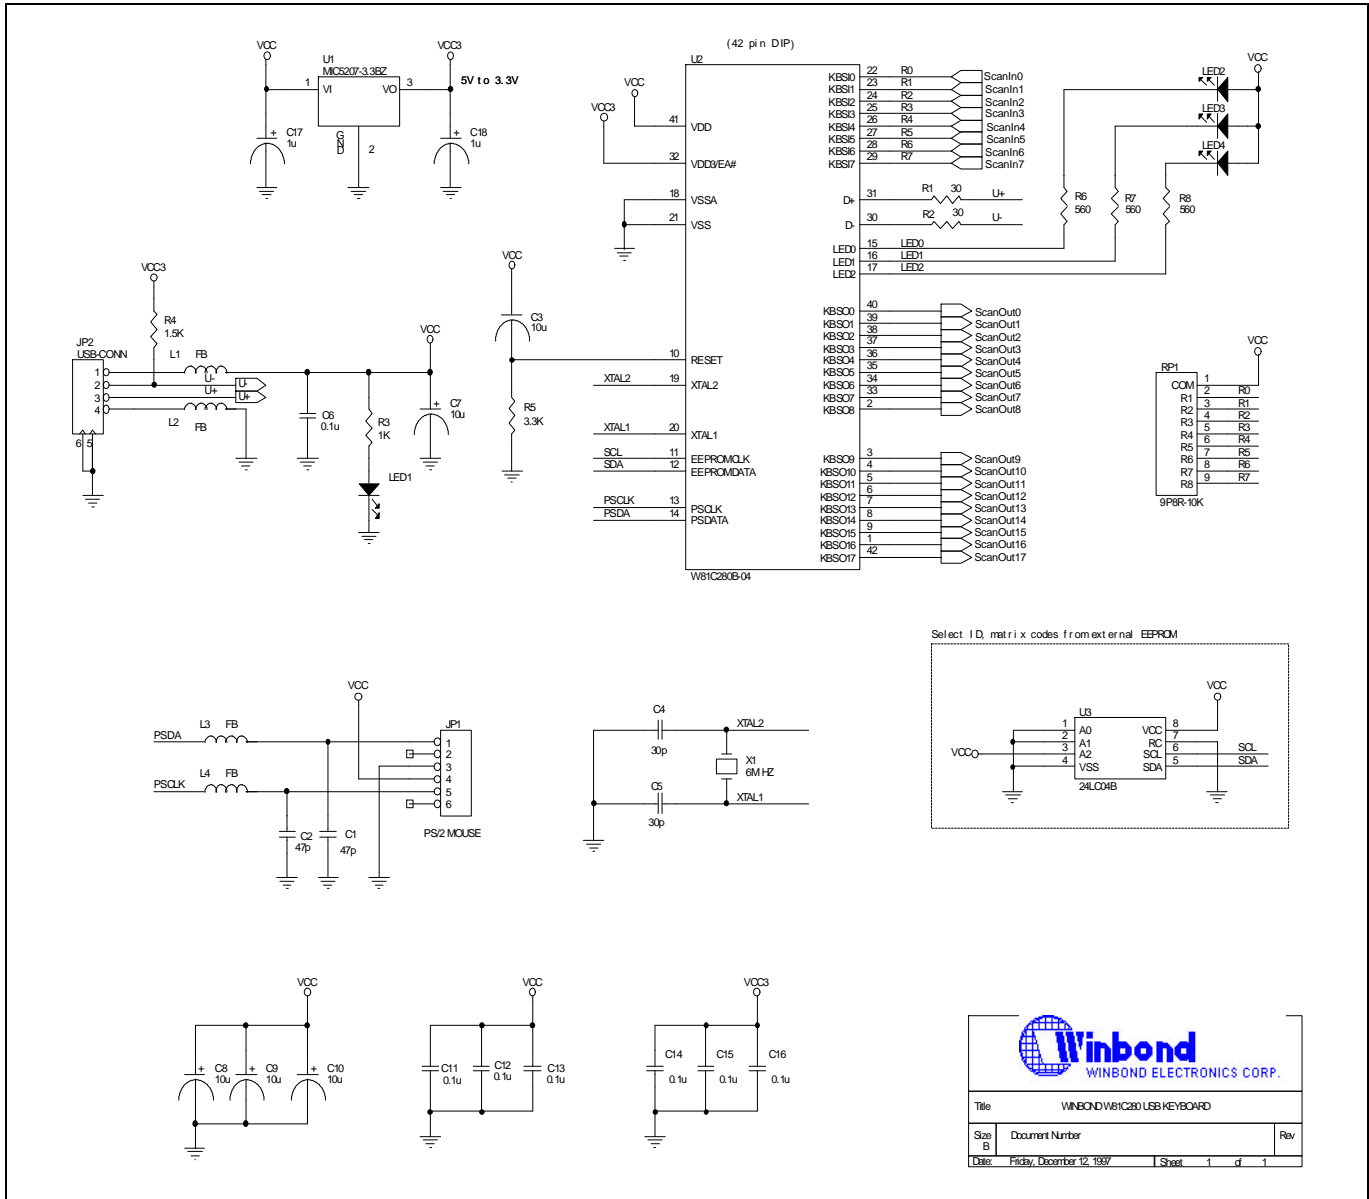 (42 pin DIP)
VCC
VCC3
U1
MIC5207-3.3BZ
5V to 3.3V
1
VI
VO
3
GND
2
C17
1u
C18
1u
VCC
VCC3
U2
41
VDD
32
VDD3/EA#
18
VSSA
21
VSS
10
RESET
XTAL2
19
XTAL2
XTAL1
20
XTAL1
SCL
11
EEPROMCLK
SDA
12
EEPROMDATA
PSCLK
13
PSCLK
PSDA
14
PSDATA
W81C280B-04
KBSI0 22 R0 ScanIn0
KBSI1 23 R1 ScanIn1
KBSI2 24 R2 ScanIn2
KBSI3 25 R3 ScanIn3
KBSI4 26 R4 ScanIn4
KBSI5 27 R5 ScanIn5
KBSI6 28 R6 ScanIn6
KBSI7 29 R7 ScanIn7
D+ 31 R1 30 U+
D- 30 R2 30 U-
LED0 15 LED0
LED1 16 LED1
LED2 17 LED2
KBSO0 40 ScanOut0
KBSO1 39 ScanOut1
KBSO2 38 ScanOut2
KBSO3 37 ScanOut3
KBSO4 36 ScanOut4
KBSO5 35 ScanOut5
KBSO6 34 ScanOut6
KBSO7 33 ScanOut7
KBSO8 2 ScanOut8
KBSO9 3 ScanOut9
KBSO10 4 ScanOut10
KBSO11 5 ScanOut11
KBSO12 6 ScanOut12
KBSO13 7 ScanOut13
KBSO14 8 ScanOut14
KBSO15 9 ScanOut15
KBSO16 1 ScanOut16
KBSO17 42 ScanOut17
VCC
LED2
LED3
LED4
R6
560
R7
560
R8
560
VCC3
R4
1.5K
JP2
USB-CONN
L1 FB
1
2
3
4
6 5
U-
U+
U-
U+
L2
FB
C6
0.1u
R3
1K
LED1
VCC
C7
10u
VCC
C3
10u
R5
3.3K
VCC
RP1
COM 1
R1 2 R0
R2 3 R1
R3 4 R2
R4 5 R3
R5 6 R4
R6 7 R5
R7 8 R6
R8 9 R7
9P8R-10K
Select ID, matrix codes from external EEPROM
VCC
U3
1 A0 VCC 8
2 A1 RC 7
VCC 3 A2 SCL 6 SCL
4 VSS SDA 5 SDA
24LC04B
VCC
PSDA
L3 FB
PSCLK
L4 FB
JP1
1
2
3
4
5
6
PS/2 MOUSE
C2
47p
C1
47p
C4
30p
XTAL2
X1
6MHZ
C5
30p
XTAL1
VCC
C8
10u
C9
10u
C10
10u
VCC
C11
0.1u
C12
0.1u
C13
0.1u
VCC3
C14
0.1u
C15
0.1u
C16
0.1u
Winbond
WINBOND ELECTRONICS CORP.
Title
WINBOND W81C280 USB KEYBOARD
Size
B
Document Number
Rev
Date: Friday, December 12, 1997 Sheet 1 of 1